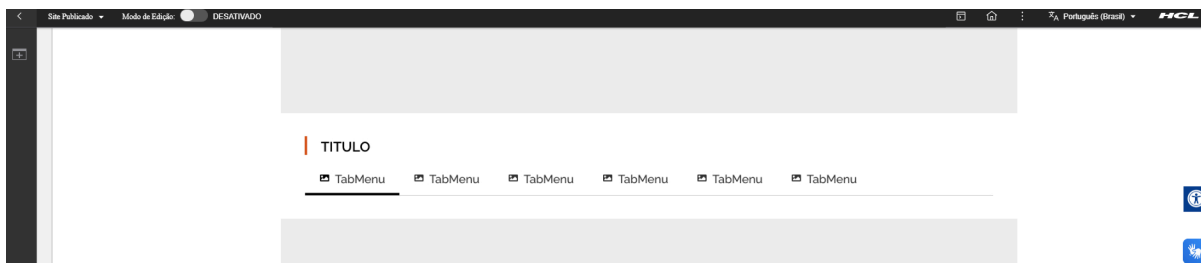 Site Publicado Modo de Edição: DESATIVADO Português (Brasil) HCL
TITULO
TabMenu TabMenu TabMenu TabMenu TabMenu TabMenu